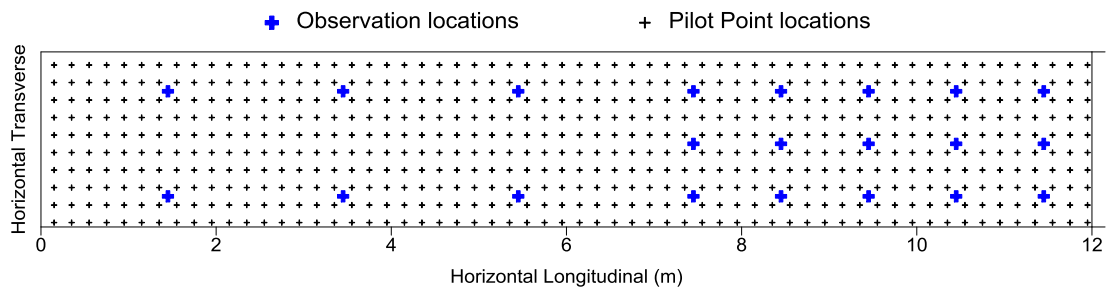 Observation locations
Pilot Point locations
Horizontal Transverse
0 2 4 6 8 10 12
Horizontal Longitudinal (m)